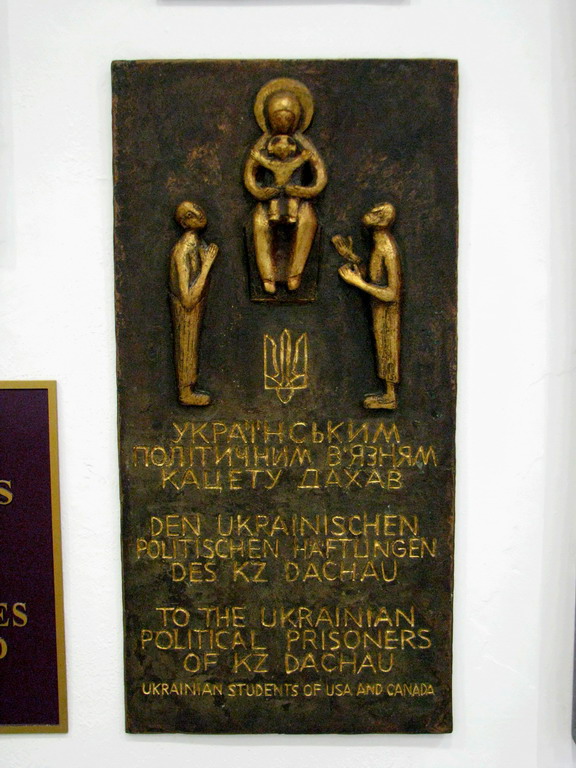 УКРАЇНСЬКИМ
ПОЛІТИЧНИМ В'ЯЗНЯМ
КАЦЕТУ ДАХАВ
DEN UKRAINISCHEN
POLITISCHEN HÄFTLINGEN
DES KZ DACHAU
TO THE UKRAINIAN
POLITICAL PRISONERS
OF KZ DACHAU
UKRAINIAN STUDENTS OF USA AND CANADA